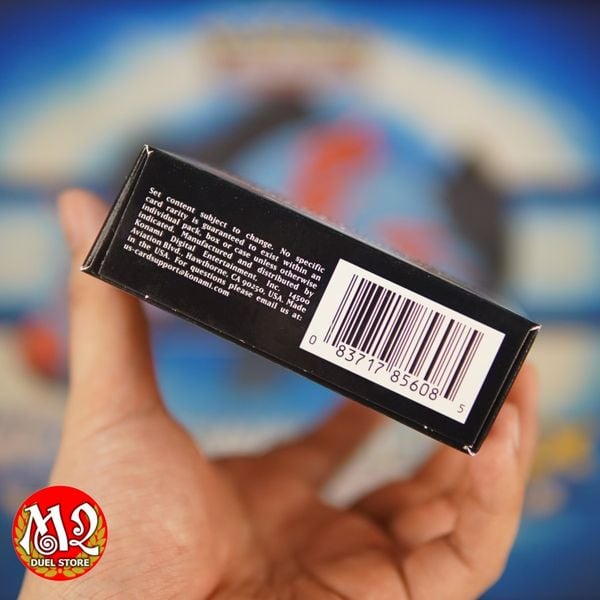 Set content subject to change. No specific
card rarity is guaranteed to exist within an
individual pack, box or case unless otherwise
indicated. Manufactured and distributed by
Konami Digital Entertainment, Inc. 14500
Aviation Blvd. Hawthorne CA 90250, USA. Made
in the USA. For questions please email us at:
us-cardsupport@konami.com
0 83717 85608 5
M2
DUEL STORE